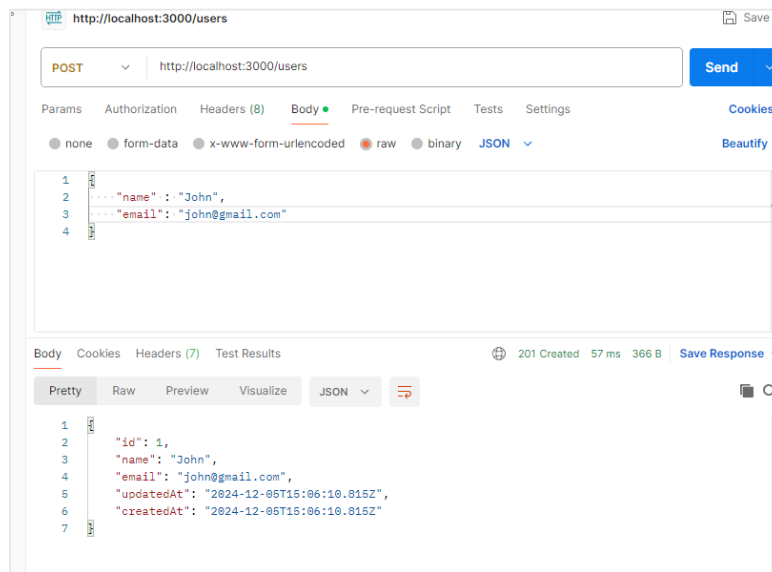 HTTP http://localhost:3000/users Save
POST http://localhost:3000/users Send
Params Authorization Headers (8) Body Pre-request Script Tests Settings Cookies
none form-data x-www-form-urlencoded raw binary JSON Beautify
1 {
2 "name" : "John",
3 "email": "john@gmail.com"
4 }
Body Cookies Headers (7) Test Results 201 Created 57 ms 366 B Save Response
Pretty Raw Preview Visualize JSON
1 {
2 "id": 1,
3 "name": "John",
4 "email": "john@gmail.com",
5 "updatedAt": "2024-12-05T15:06:10.815Z",
6 "createdAt": "2024-12-05T15:06:10.815Z"
7 }